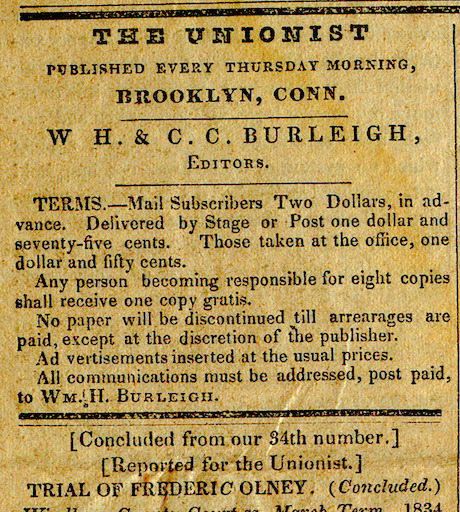 THE UNIONIST
PUBLISHED EVERY THURSDAY MORNING,
BROOKLYN, CONN.
W H. & C. C. BURLEIGH,
EDITORS.
TERMS.—Mail Subscribers Two Dollars, in ad-
vance. Delivered by Stage or Post one dollar and
seventy-five cents. Those taken at the office, one
dollar and fifty cents.
Any person becoming responsible for eight copies
shall receive one copy gratis.
No paper will be discontinued till arrearages are
paid, except at the discretion of the publisher.
Ad vertisements inserted at the usual prices.
All communications must be addressed, post paid,
to WM. H. BURLEIGH.
[Concluded from our 34th number.]
[Reported for the Unionist.]
TRIAL OF FREDERIC OLNEY. (Concluded.)
Windham County Court, March Term, 1834